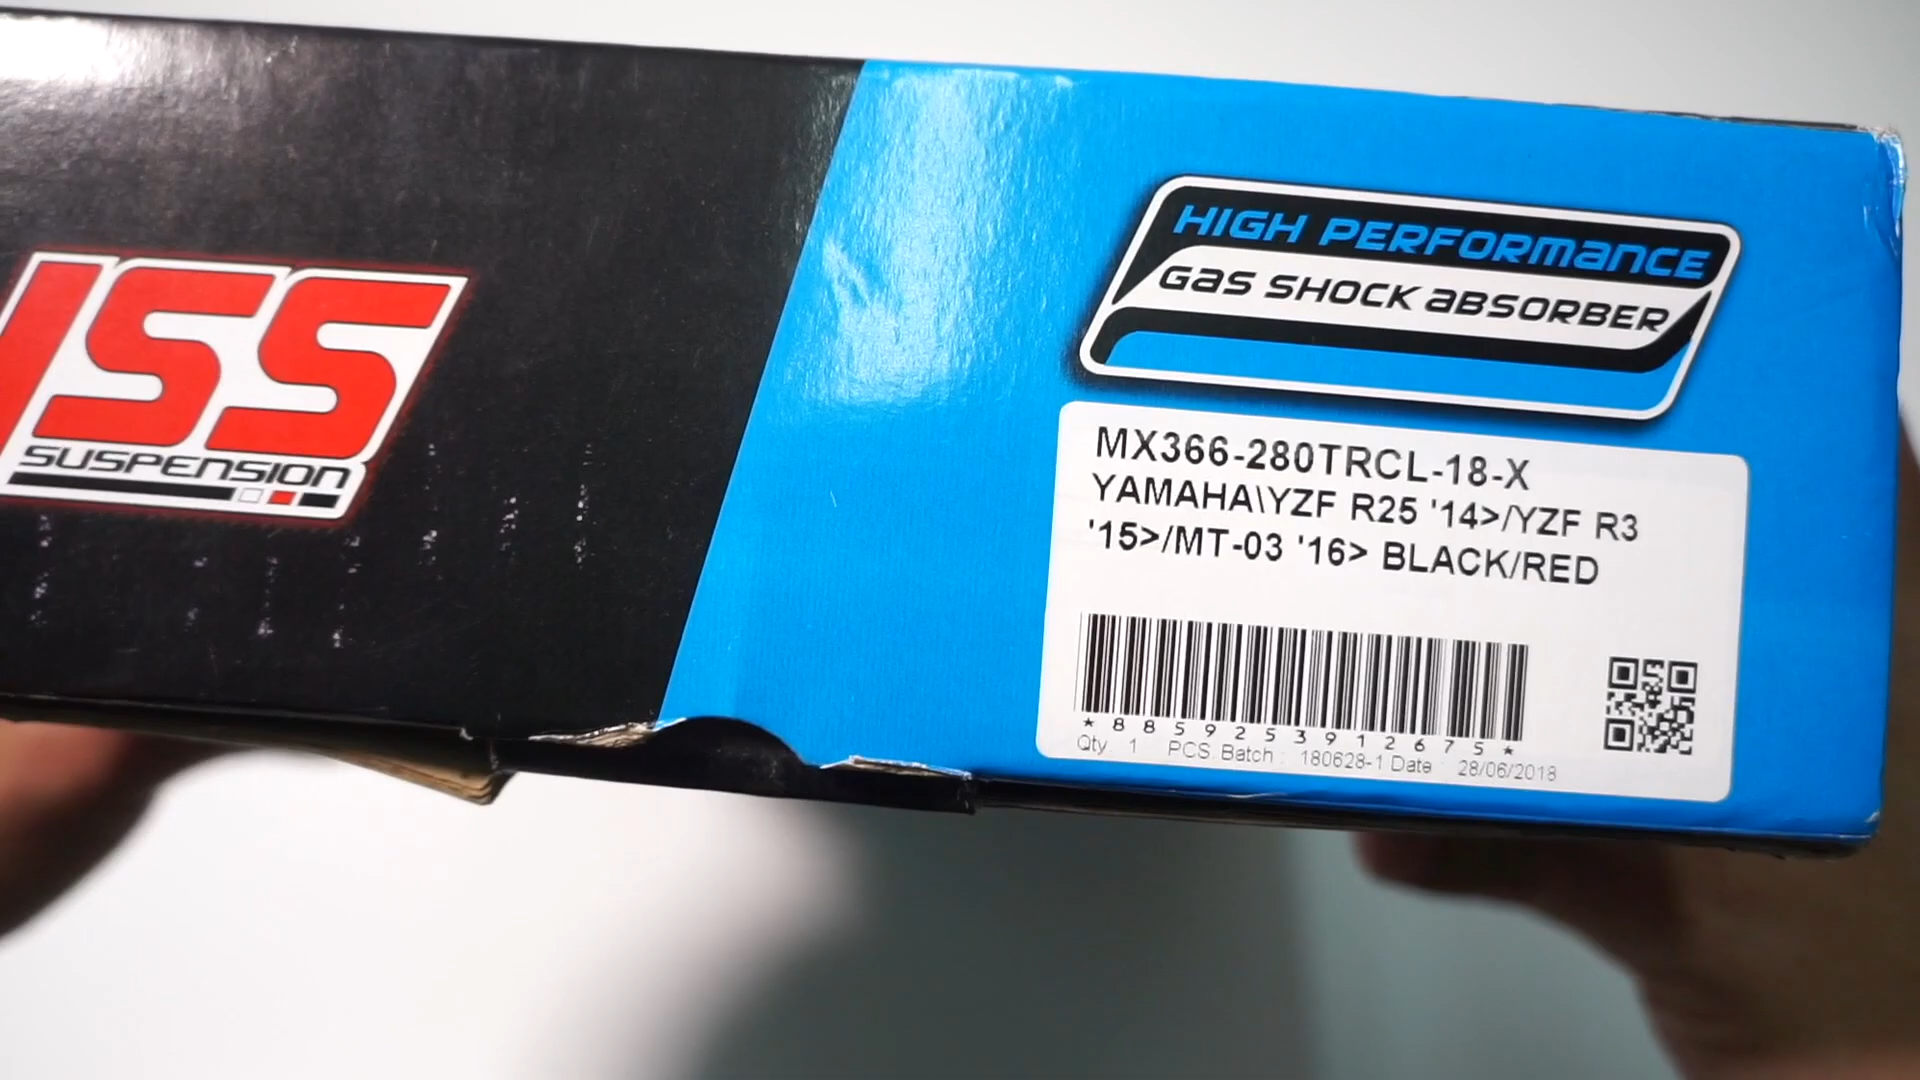 ISS
SUSPENSION
HIGH PERFORMANCE
GAS SHOCK ABSORBER
MX366-280TRCL-18-X
YAMAHA\YZF R25 '14>/YZF R3
'15>/MT-03 '16> BLACK/RED
*8859253912675*
Qty 1 PCS Batch : 180628-1 Date : 28/06/2018